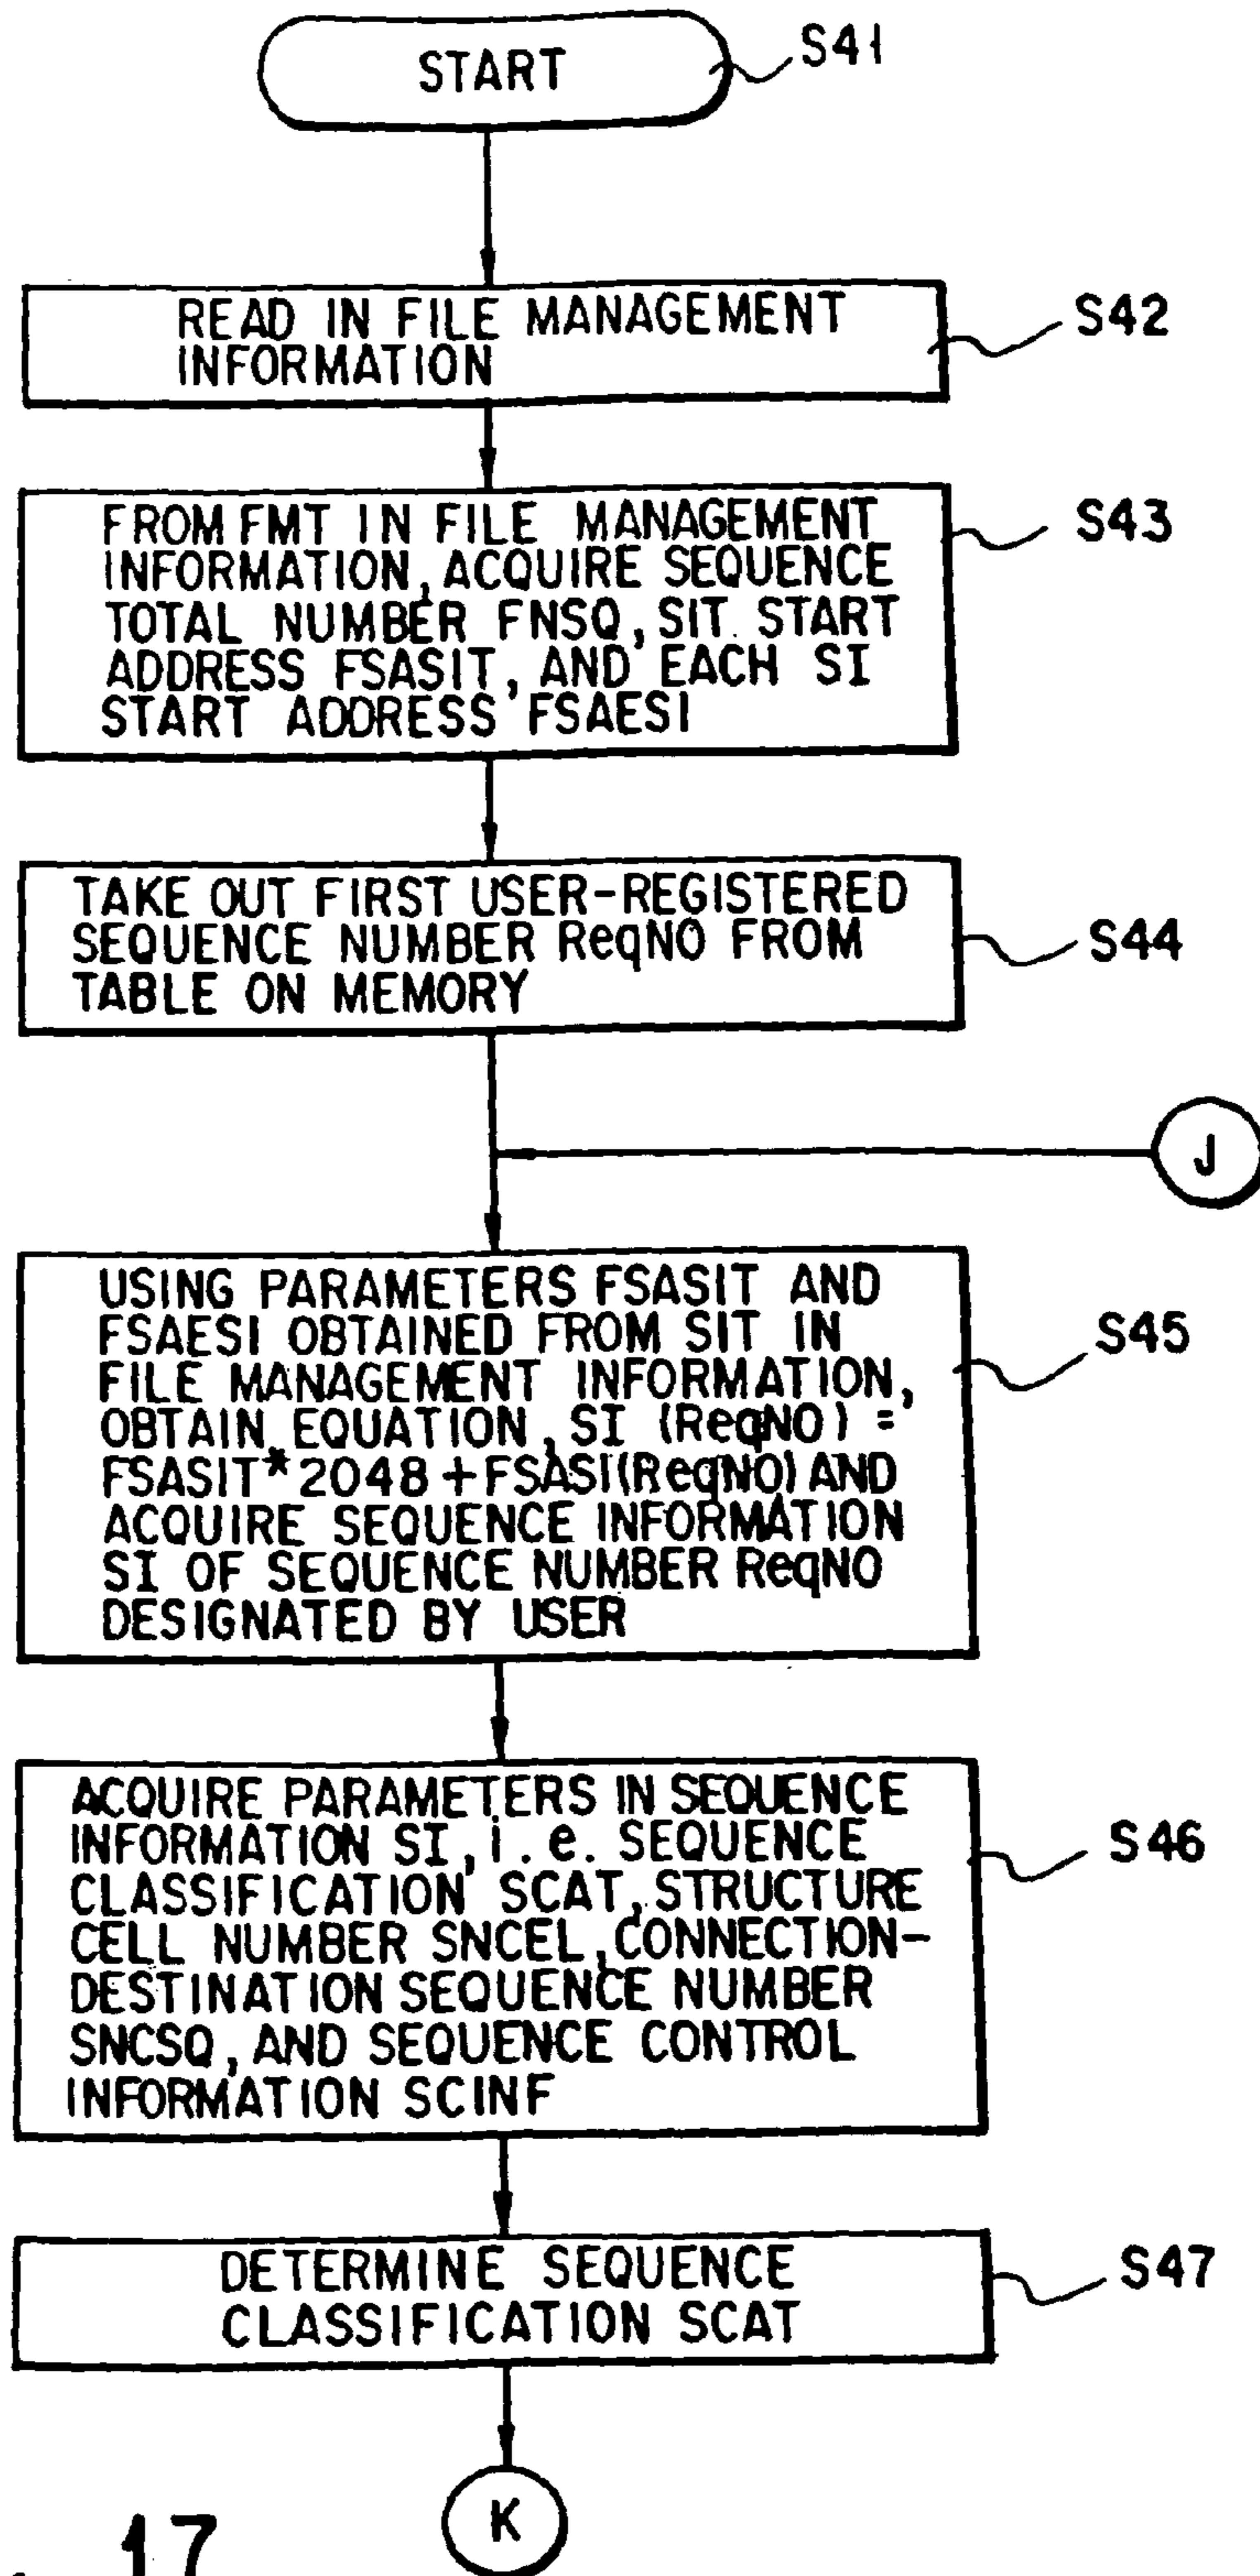 START
S41
READ IN FILE MANAGEMENT
INFORMATION
S42
FROM FMT IN FILE MANAGEMENT
INFORMATION, ACQUIRE SEQUENCE
TOTAL NUMBER FNSQ, SIT START
ADDRESS FSASIT, AND EACH SI
START ADDRESS FSAESI
S43
TAKE OUT FIRST USER-REGISTERED
SEQUENCE NUMBER ReqNO FROM
TABLE ON MEMORY
S44
J
USING PARAMETERS FSASIT AND
FSAESI OBTAINED FROM SIT IN
FILE MANAGEMENT INFORMATION,
OBTAIN EQUATION, SI (ReqNO) =
FSASIT*2048+FSASI(ReqNO) AND
ACQUIRE SEQUENCE INFORMATION
SI OF SEQUENCE NUMBER ReqNO
DESIGNATED BY USER
S45
ACQUIRE PARAMETERS IN SEQUENCE
INFORMATION SI, i.e. SEQUENCE
CLASSIFICATION SCAT, STRUCTURE
CELL NUMBER SNCEL, CONNECTION-
DESTINATION SEQUENCE NUMBER
SNCSQ, AND SEQUENCE CONTROL
INFORMATION SCINF
S46
DETERMINE SEQUENCE
CLASSIFICATION SCAT
S47
K
17